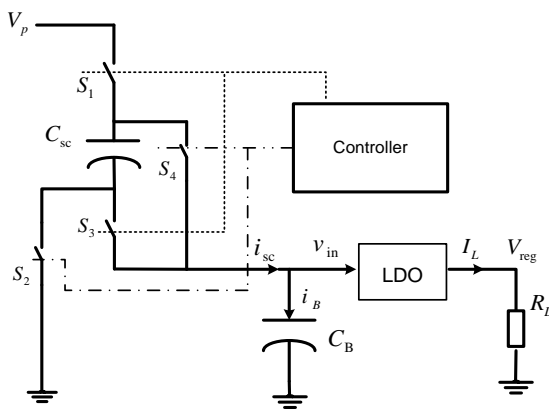 V_p
S_1
C_sc
S_4
Controller
S_3
S_2
i_sc
v_in
I_L
V_reg
LDO
i_B
R_L
C_B